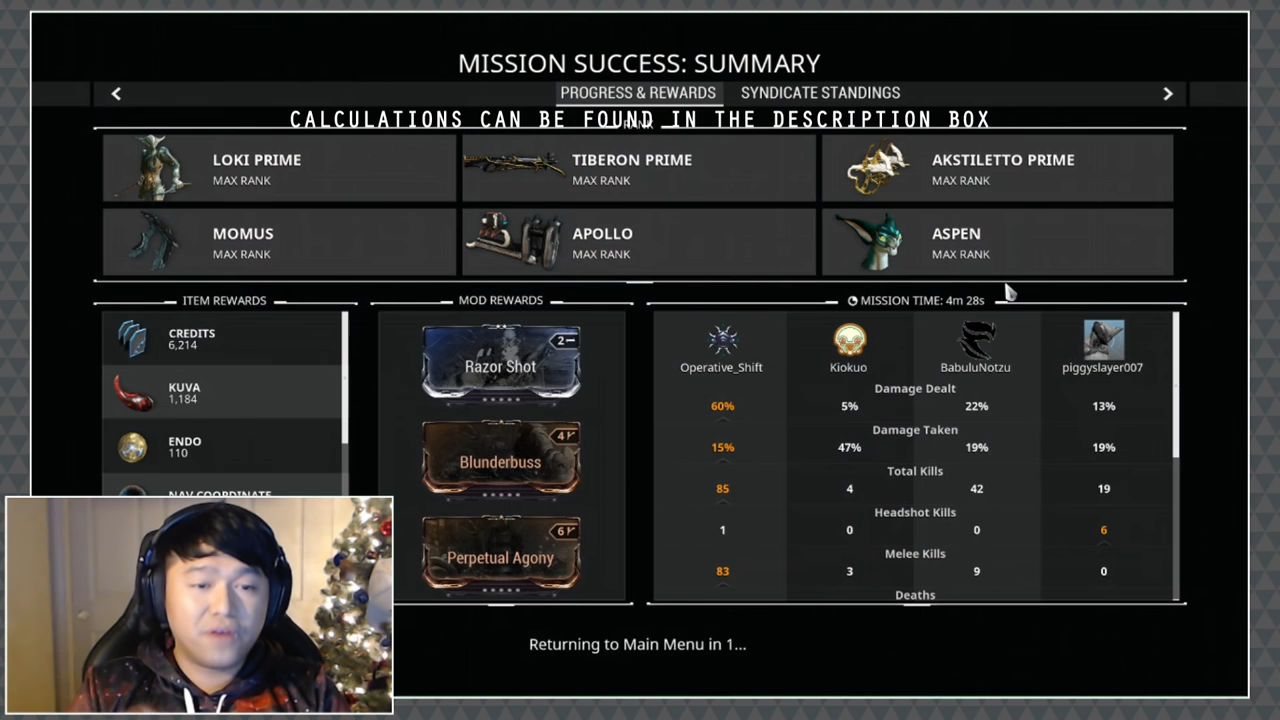 MISSION SUCCESS: SUMMARY
PROGRESS & REWARDS SYNDICATE STANDINGS
CALCULATIONS CAN BE FOUND IN THE DESCRIPTION BOX
RANK
LOKI PRIME
MAX RANK
TIBERON PRIME
MAX RANK
AKSTILETTO PRIME
MAX RANK
MOMUS
MAX RANK
APOLLO
MAX RANK
ASPEN
MAX RANK
ITEM REWARDS
CREDITS
6,214
KUVA
1,184
ENDO
110
NAV COORDINATE
MOD REWARDS
2
Razor Shot
4
Blunderbuss
6
Perpetual Agony
MISSION TIME: 4m 28s
Operative_Shift Kiokuo BabuluNotzu piggyslayer007
Damage Dealt
60% 5% 22% 13%
Damage Taken
15% 47% 19% 19%
Total Kills
85 4 42 19
Headshot Kills
1 0 0 6
Melee Kills
83 3 9 0
Deaths
Returning to Main Menu in 1...